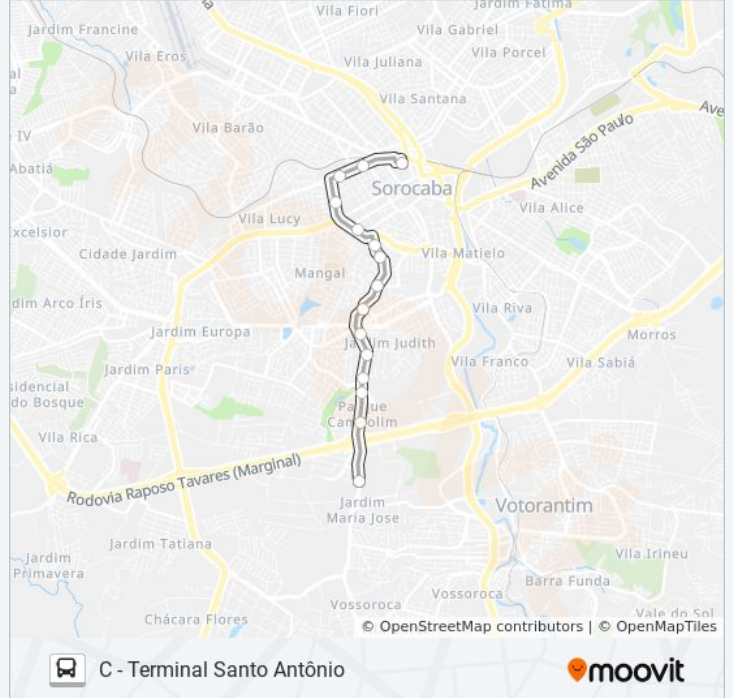 Vila Fiori
Jardim Fatima
Jardim Francine
Vila Gabriel
Vila Eros
Vila Porcel
Vila Juliana
Vila Santana
Vila Barão
IV
Avenida São Paulo
Ave
Abatiá
Sorocaba
Vila Lucy
Vila Alice
Excelsior
Cidade Jardim
Vila Matielo
Mangal
dim Arco Íris
Vila Riva
Jardim Europa
Jardim Judith
Morros
Jardim Paris
Vila Franco
Vila Sabiá
sidencial
do Bosque
Parque
Campolim
Vila Rica
Rodovia Raposo Tavares (Marginal)
Jardim
Maria Jose
Votorantim
Jardim Tatiana
Vila Irineu
Jardim
Primavera
Barra Funda
Vossoroca
Vossoroca
Vale do Sol
Chácara Flores
© OpenStreetMap contributors | © OpenMapTiles
C - Terminal Santo Antônio
moovit